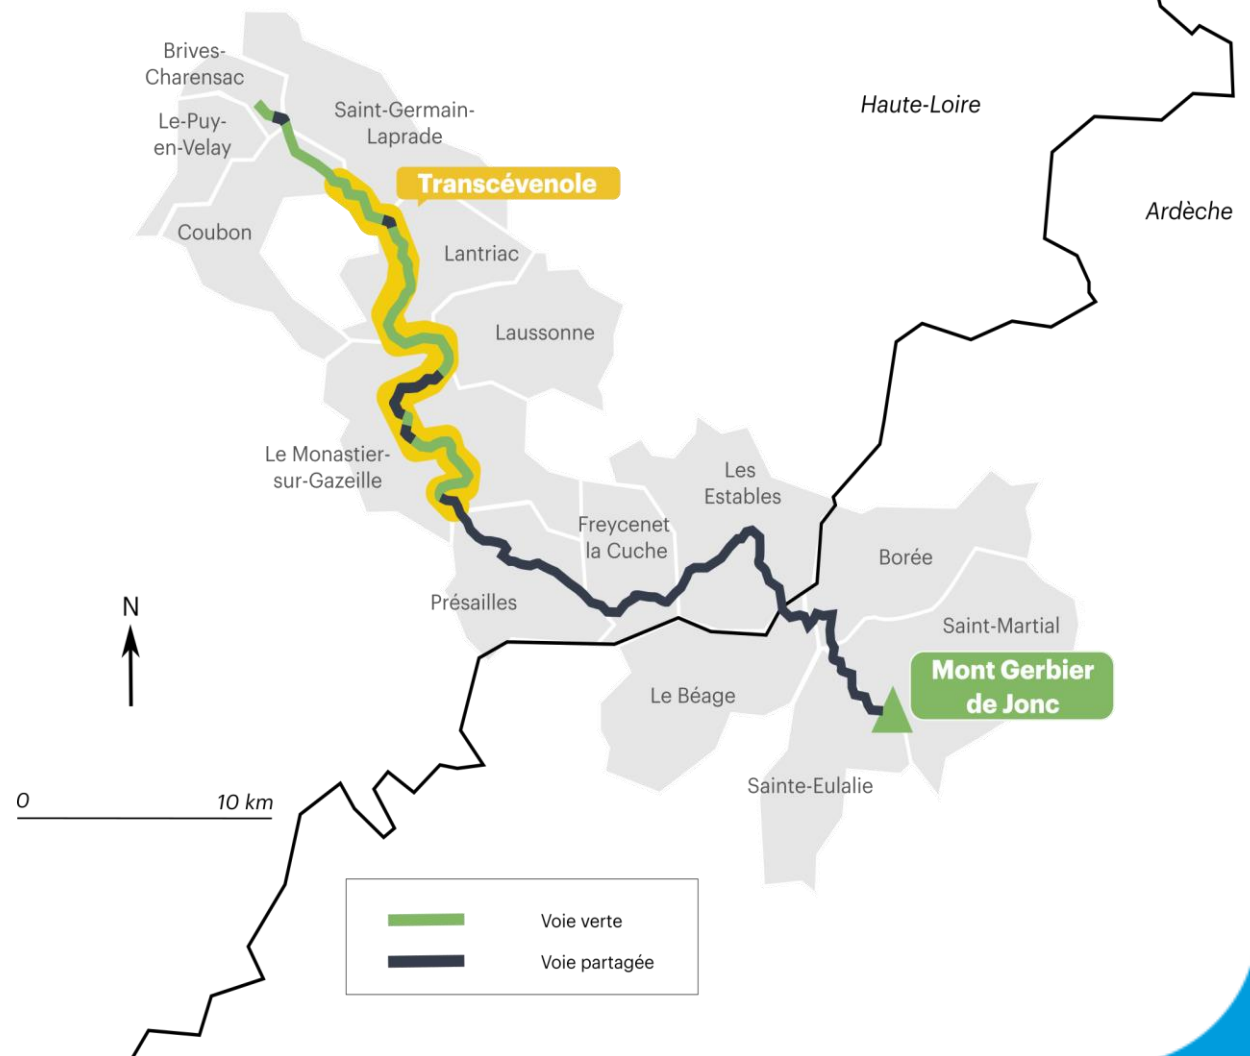 Brives-
Charensac
Le-Puy-
en-Velay
Saint-Germain-
Laprade
Haute-Loire
Ardèche
Transcévenole
Coubon
Lantriac
Laussonne
Le Monastier-
sur-Gazeille
Les
Estables
Freycenet
la Cuche
Borée
Présailles
Saint-Martial
N
Mont Gerbier
de Jonc
Le Béage
Sainte-Eulalie
0
10 km
Voie verte
Voie partagée